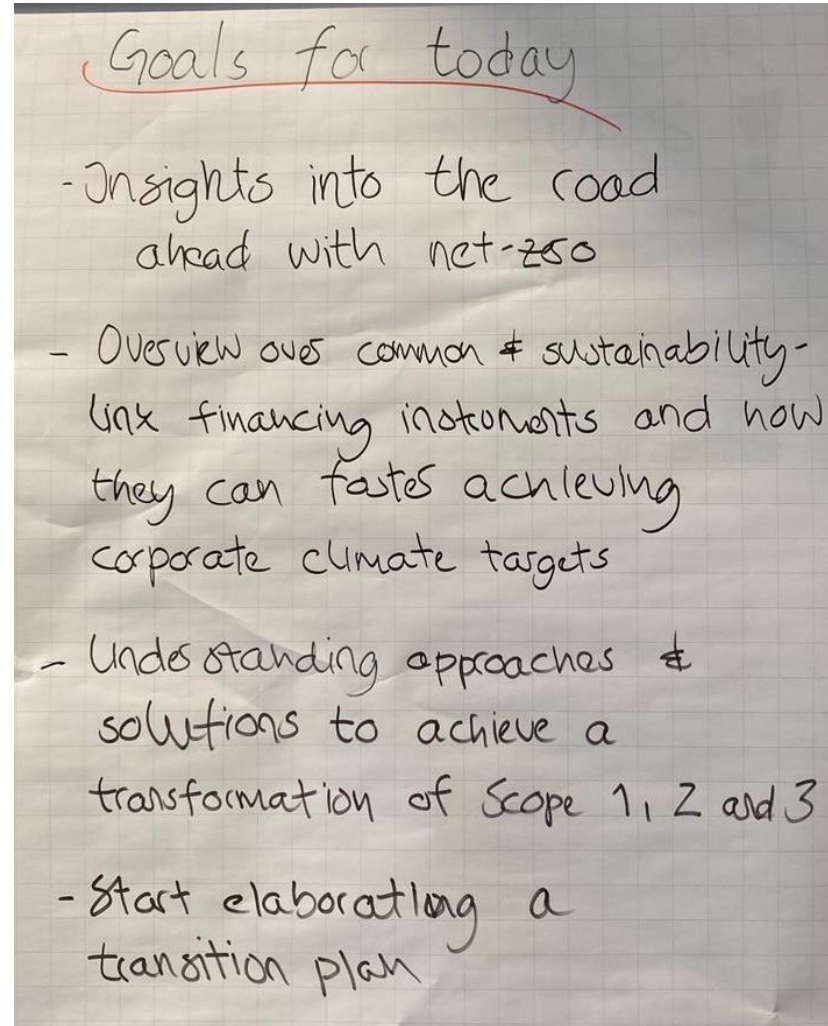 Goals for today
- Insights into the road
ahead with net-zero
- Overview over common & sustainability-
link financing instruments and how
they can foster achieving
corporate climate targets
- Understanding approaches &
solutions to achieve a
transformation of Scope 1, 2 and 3
- Start elaborating a
transition plan